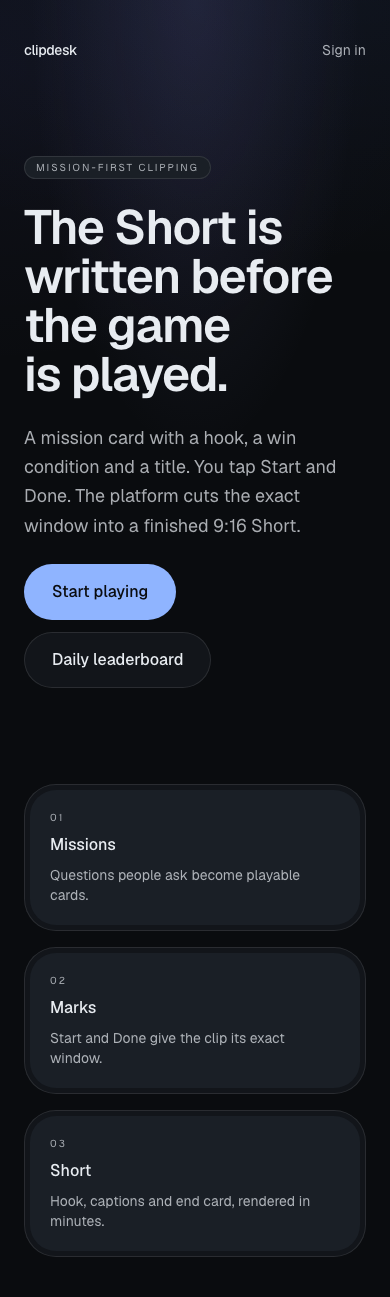 clipdesk
Sign in
MISSION-FIRST CLIPPING
The Short is
written before
the game
is played.
A mission card with a hook, a win
condition and a title. You tap Start and
Done. The platform cuts the exact
window into a finished 9:16 Short.
Start playing
Daily leaderboard
01
Missions
Questions people ask become playable
cards.
02
Marks
Start and Done give the clip its exact
window.
03
Short
Hook, captions and end card, rendered in
minutes.